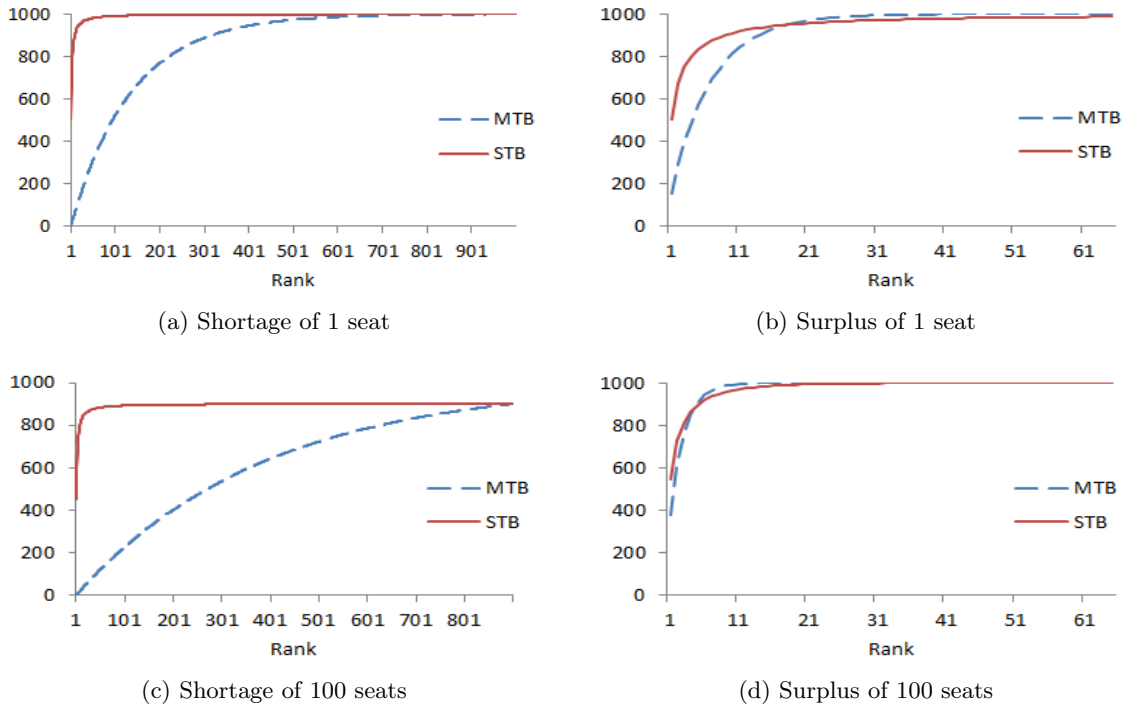 1000
800
600
400
200
0
MTB
STB
1 101 201 301 401 501 601 701 801 901
Rank
(a) Shortage of 1 seat
1000
800
600
400
200
0
MTB
STB
1 11 21 31 41 51 61
Rank
(b) Surplus of 1 seat
1000
800
600
400
200
0
MTB
STB
1 101 201 301 401 501 601 701 801
Rank
(c) Shortage of 100 seats
1000
800
600
400
200
0
MTB
STB
1 11 21 31 41 51 61
Rank
(d) Surplus of 100 seats